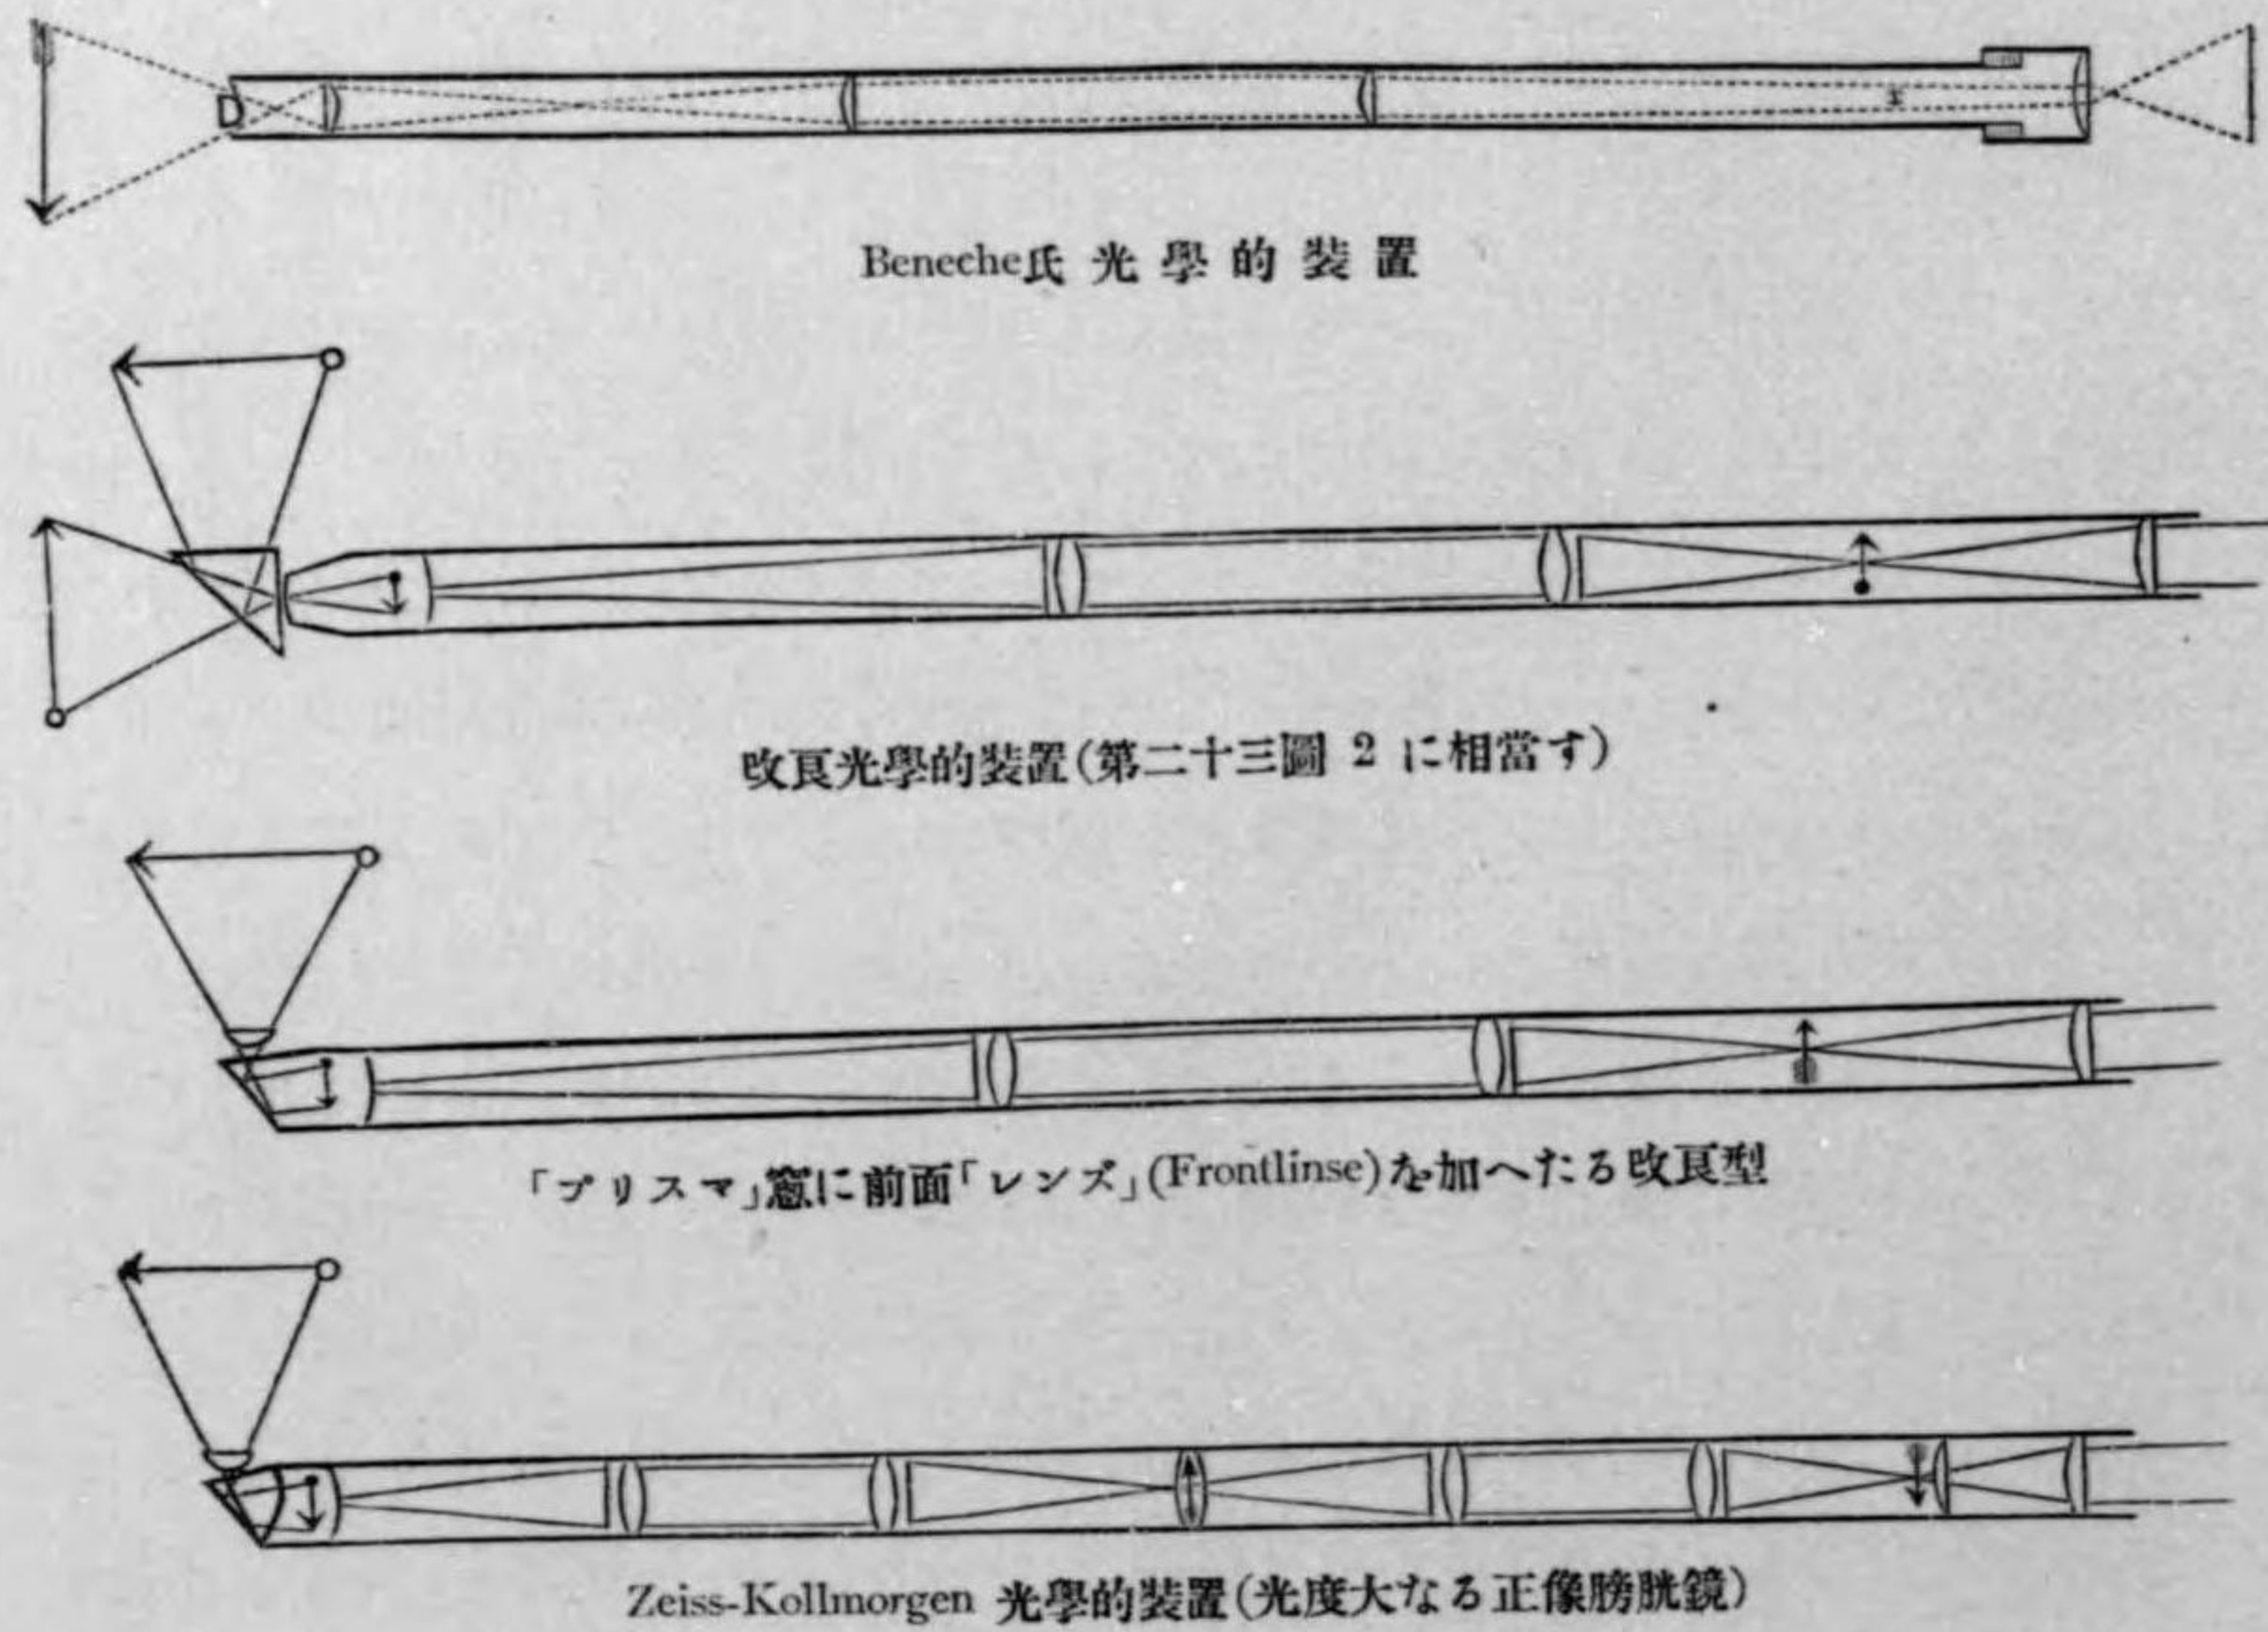 D
Beneche氏光學的裝置
改良光學的裝置(第二十三圖 2 に相當す)
「プリスマ」窓に前面「レンズ」(Frontlinse)を加へたる改良型
Zeiss-Kollmorgen 光學的裝置(光度大なる正像膀胱鏡)